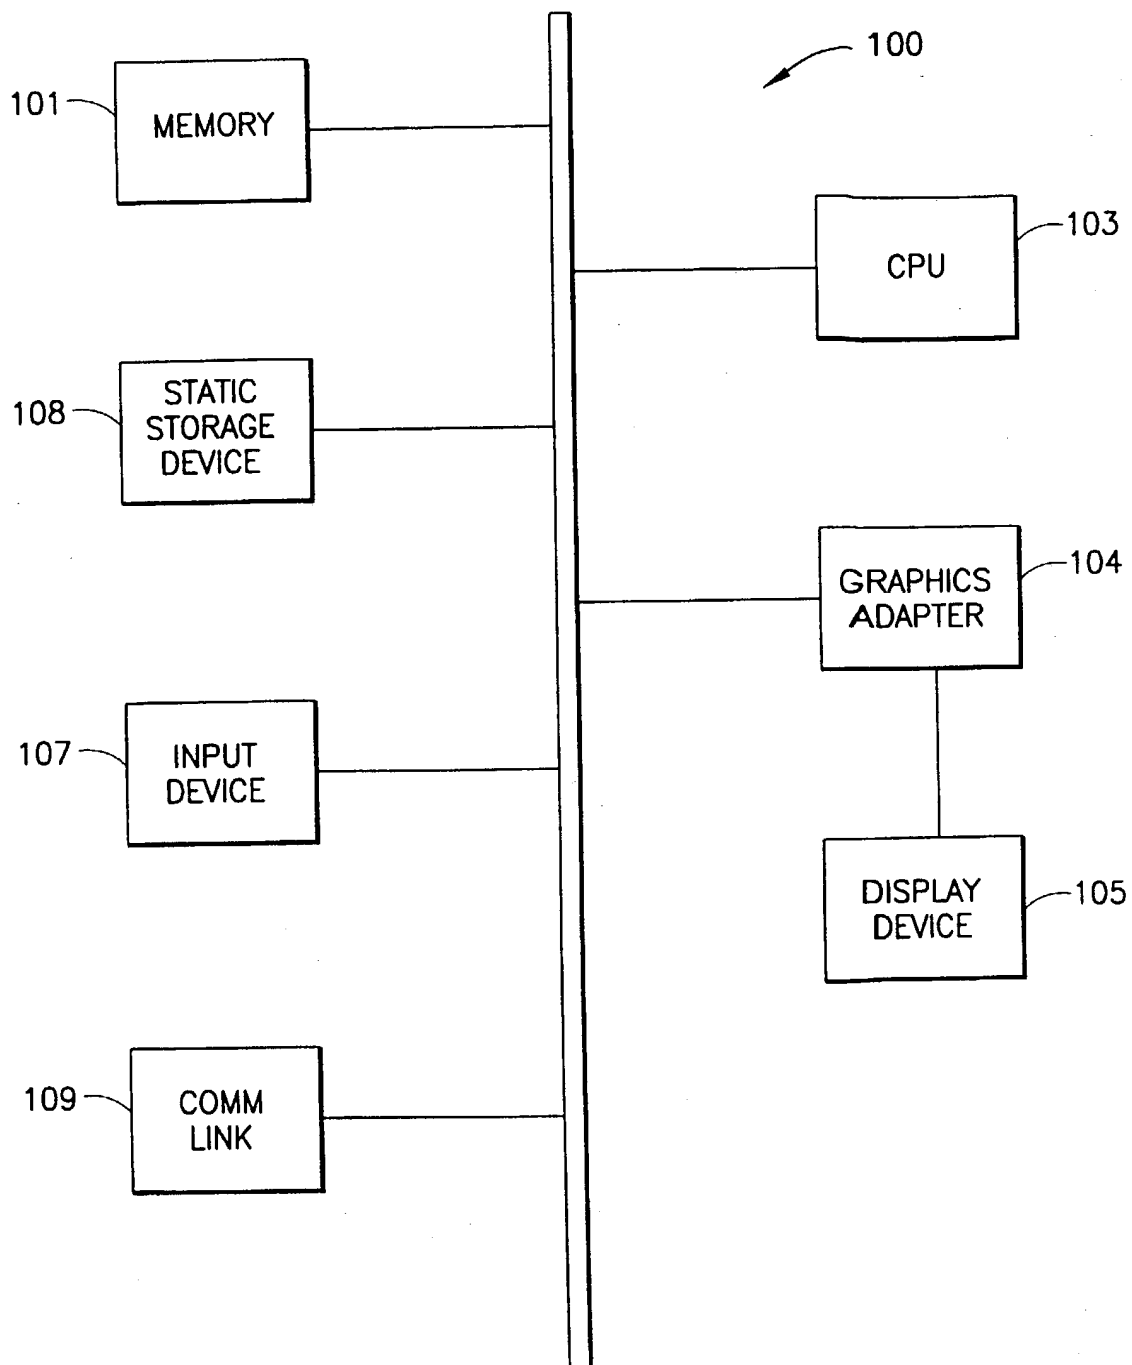 100
101
MEMORY
103
CPU
108
STATIC
STORAGE
DEVICE
104
GRAPHICS
ADAPTER
107
INPUT
DEVICE
105
DISPLAY
DEVICE
109
COMM
LINK